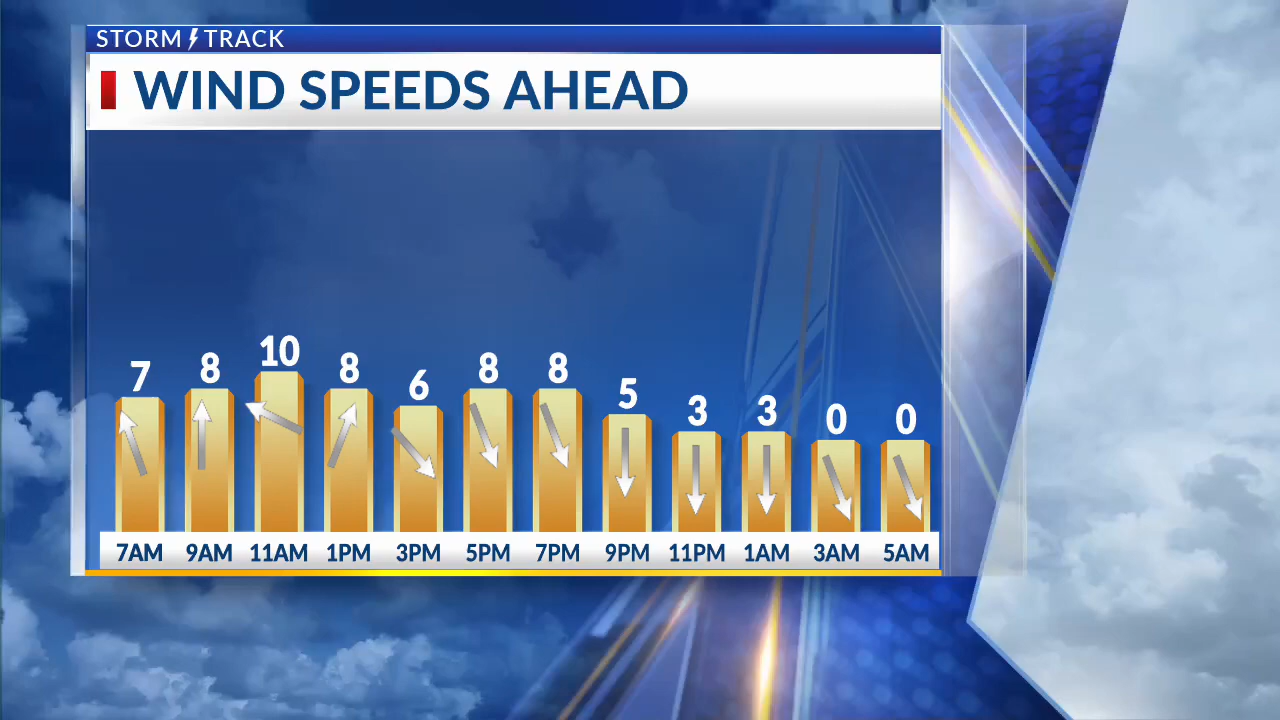 STORM TRACK
WIND SPEEDS AHEAD
7 8 10 8 6 8 8 5 3 3 0 0
7AM 9AM 11AM 1PM 3PM 5PM 7PM 9PM 11PM 1AM 3AM 5AM